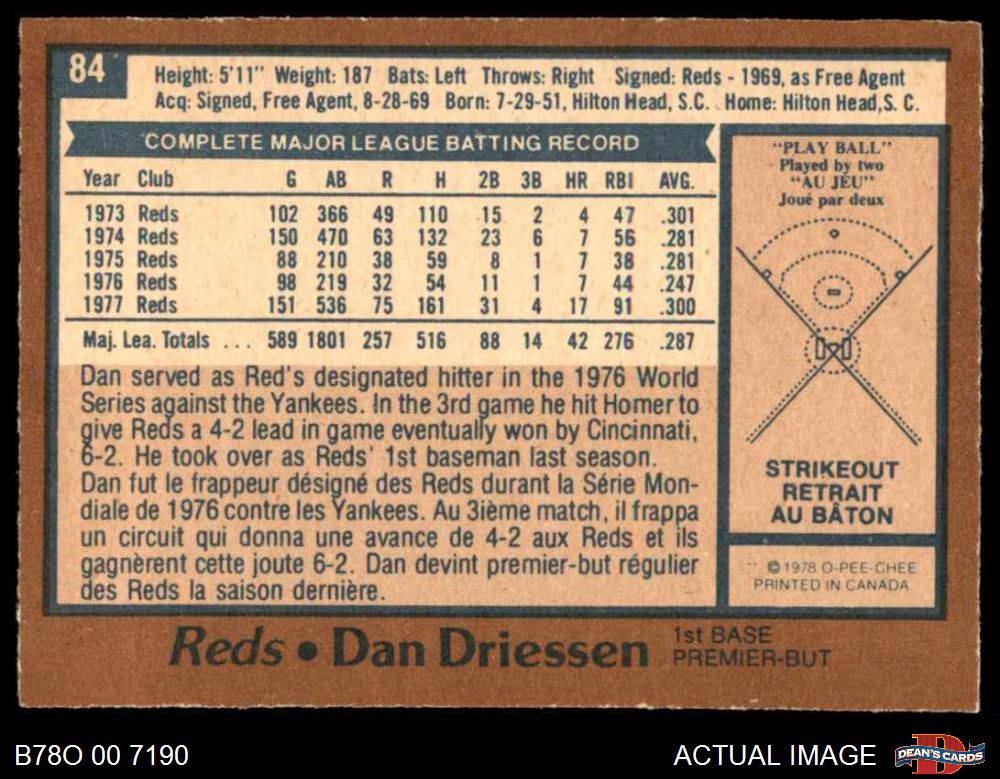 84
Height: 5'11" Weight: 187 Bats: Left Throws: Right Signed: Reds - 1969, as Free Agent
Acq: Signed, Free Agent, 8-28-69 Born: 7-29-51, Hilton Head, S.C. Home: Hilton Head, S. C.
COMPLETE MAJOR LEAGUE BATTING RECORD
Year Club G AB R H 2B 3B HR RBI AVG.
1973 Reds 102 366 49 110 15 2 4 47 .301
1974 Reds 150 470 63 132 23 6 7 56 .281
1975 Reds 88 210 38 59 8 1 7 38 .281
1976 Reds 98 219 32 54 11 1 7 44 .247
1977 Reds 151 536 75 161 31 4 17 91 .300
Maj. Lea. Totals ... 589 1801 257 516 88 14 42 276 .287
Dan served as Red's designated hitter in the 1976 World
Series against the Yankees. In the 3rd game he hit Homer to
give Reds a 4-2 lead in game eventually won by Cincinnati,
6-2. He took over as Reds' 1st baseman last season.
Dan fut le frappeur désigné des Reds durant la Série Mon-
diale de 1976 contre les Yankees. Au 3ième match, il frappa
un circuit qui donna une avance de 4-2 aux Reds et ils
gagnèrent cette joute 6-2. Dan devint premier-but régulier
des Reds la saison dernière.
"PLAY BALL"
Played by two
"AU JEU"
Joué par deux
STRIKEOUT
RETRAIT
AU BÂTON
© 1978 O-PEE-CHEE
PRINTED IN CANADA
Reds • Dan Driessen
1st BASE
PREMIER-BUT
B78O 00 7190
ACTUAL IMAGE
DEAN'S CARDS